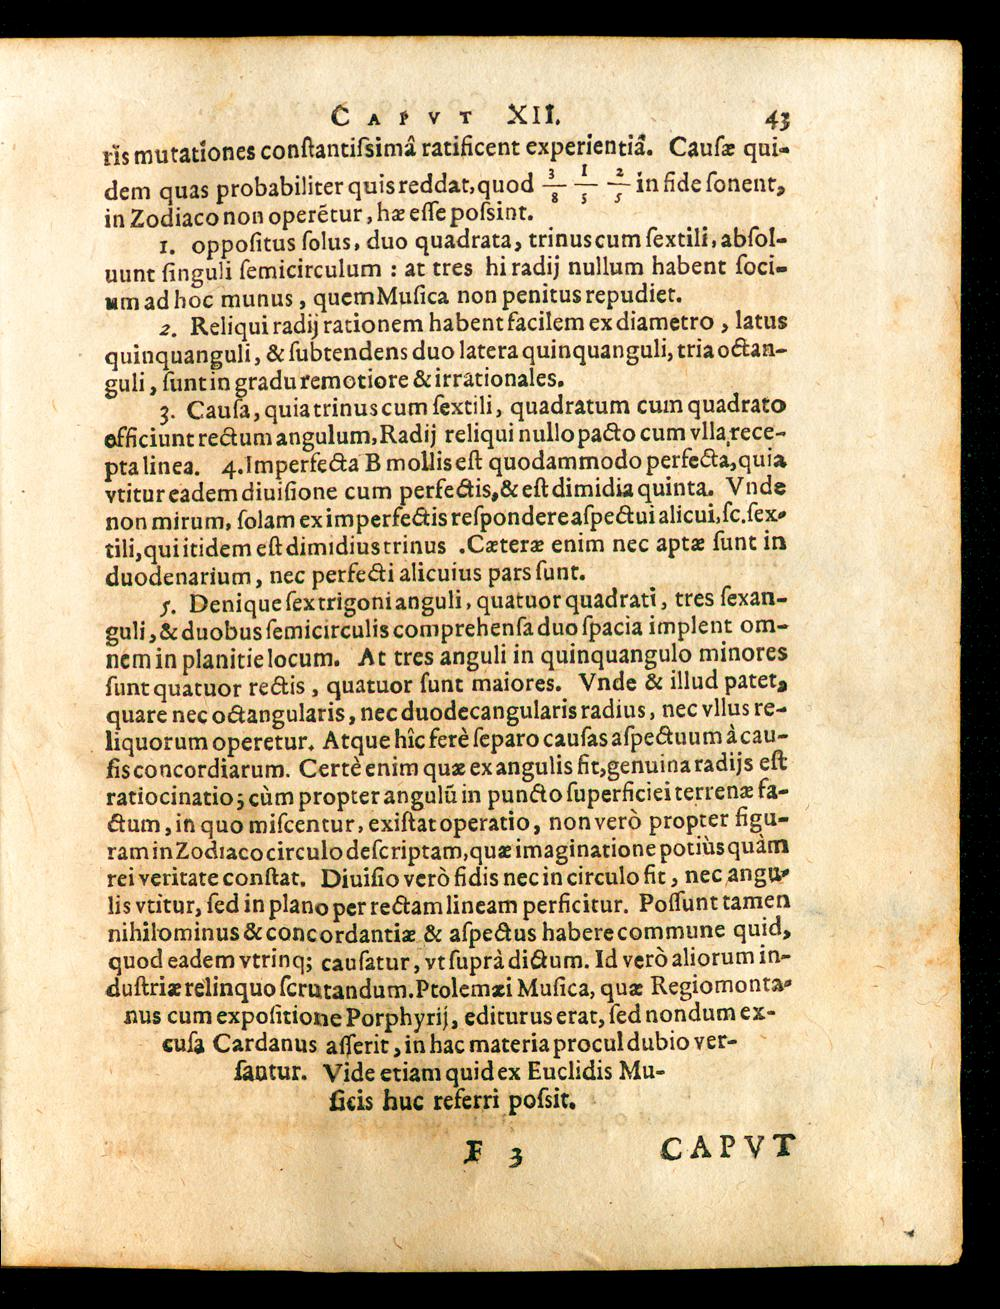 CAPVT XII. 43
ris mutationes conſtantiſsimâ ratificent experientiâ. Cauſæ qui-
dem quas probabiliter quis reddat, quod 3/8 1/5 2/5 in fide ſonent,
in Zodiaco non operẽtur, hæ eſſe poſsint.
1. oppoſitus ſolus, duo quadrata, trinus cum ſextili, abſol-
uunt ſinguli ſemicirculum : at tres hi radij nullum habent ſoci-
um ad hoc munus, quem Muſica non penitus repudiet.
2. Reliqui radij rationem habent facilem ex diametro, latus
quinquanguli, & ſubtendens duo latera quinquanguli, tria octan-
guli, ſunt in gradu remotiore & irrationales.
3. Cauſa, quia trinus cum ſextili, quadratum cum quadrato
efficiunt rectum angulum, Radij reliqui nullo pacto cum vlla rece-
pta linea. 4. Imperfecta B mollis eſt quodammodo perfecta, quia
vtitur eadem diuiſione cum perfectis, & eſt dimidia quinta. Vnde
non mirum, ſolam ex imperfectis reſpondere aſpectui alicui, ſc. ſex-
tili, qui itidem eſt dimidius trinus . Cæteræ enim nec aptæ ſunt in
duodenarium, nec perfecti alicuius pars ſunt.
5. Denique ſex trigoni anguli, quatuor quadrati, tres ſexan-
guli, & duobus ſemicirculis comprehenſa duo ſpacia implent om-
nem in planitie locum. At tres anguli in quinquangulo minores
ſunt quatuor rectis, quatuor ſunt maiores. Vnde & illud patet,
quare nec octangularis, nec duodecangularis radius, nec vllus re-
liquorum operetur. Atque hîc ferè ſeparo cauſas aſpectuum à cau-
ſis concordiarum. Certè enim quæ ex angulis fit, genuina radijs eſt
ratiocinatio; cùm propter angulũ in puncto ſuperficiei terrenæ fa-
ctum, in quo miſcentur, exiſtat operatio, non verò propter figu-
ram in Zodiaco circulo deſcriptam, quæ imaginatione potiùs quàm
rei veritate conſtat. Diuiſio verò fidis nec in circulo fit, nec angu-
lis vtitur, ſed in plano per rectam lineam perficitur. Poſſunt tamen
nihilominus & concordantiæ & aſpectus habere commune quid,
quod eadem vtrinq; cauſatur, vt ſuprà dictum. Id verò aliorum in-
duſtriæ relinquo ſcrutandum. Ptolemæi Muſica, quæ Regiomonta-
nus cum expoſitione Porphyrij, editurus erat, ſed nondum ex-
cuſa Cardanus aſſerit, in hac materia procul dubio ver-
ſantur. Vide etiam quid ex Euclidis Mu-
ſicis huc referri poſsit.
F 3 CAPVT